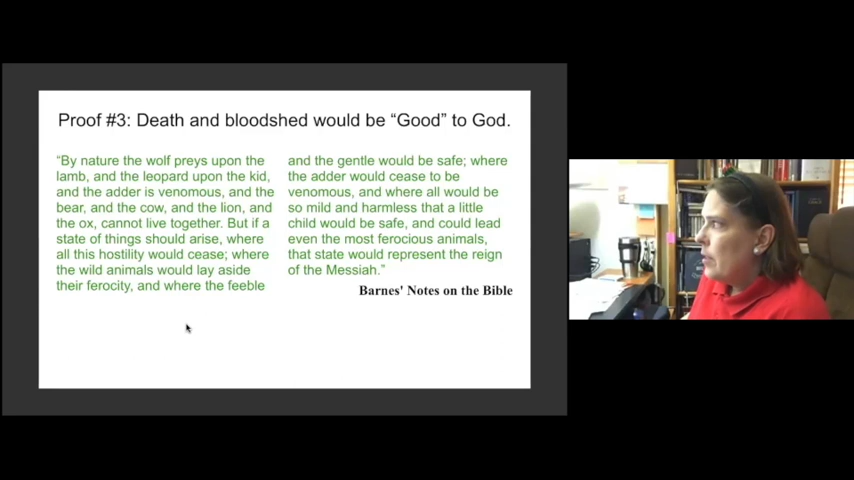 Proof #3: Death and bloodshed would be “Good” to God.
“By nature the wolf preys upon the
lamb, and the leopard upon the kid,
and the adder is venomous, and the
bear, and the cow, and the lion, and
the ox, cannot live together. But if a
state of things should arise, where
all this hostility would cease; where
the wild animals would lay aside
their ferocity, and where the feeble
and the gentle would be safe; where
the adder would cease to be
venomous, and where all would be
so mild and harmless that a little
child would be safe, and could lead
even the most ferocious animals,
that state would represent the reign
of the Messiah.”
Barnes' Notes on the Bible